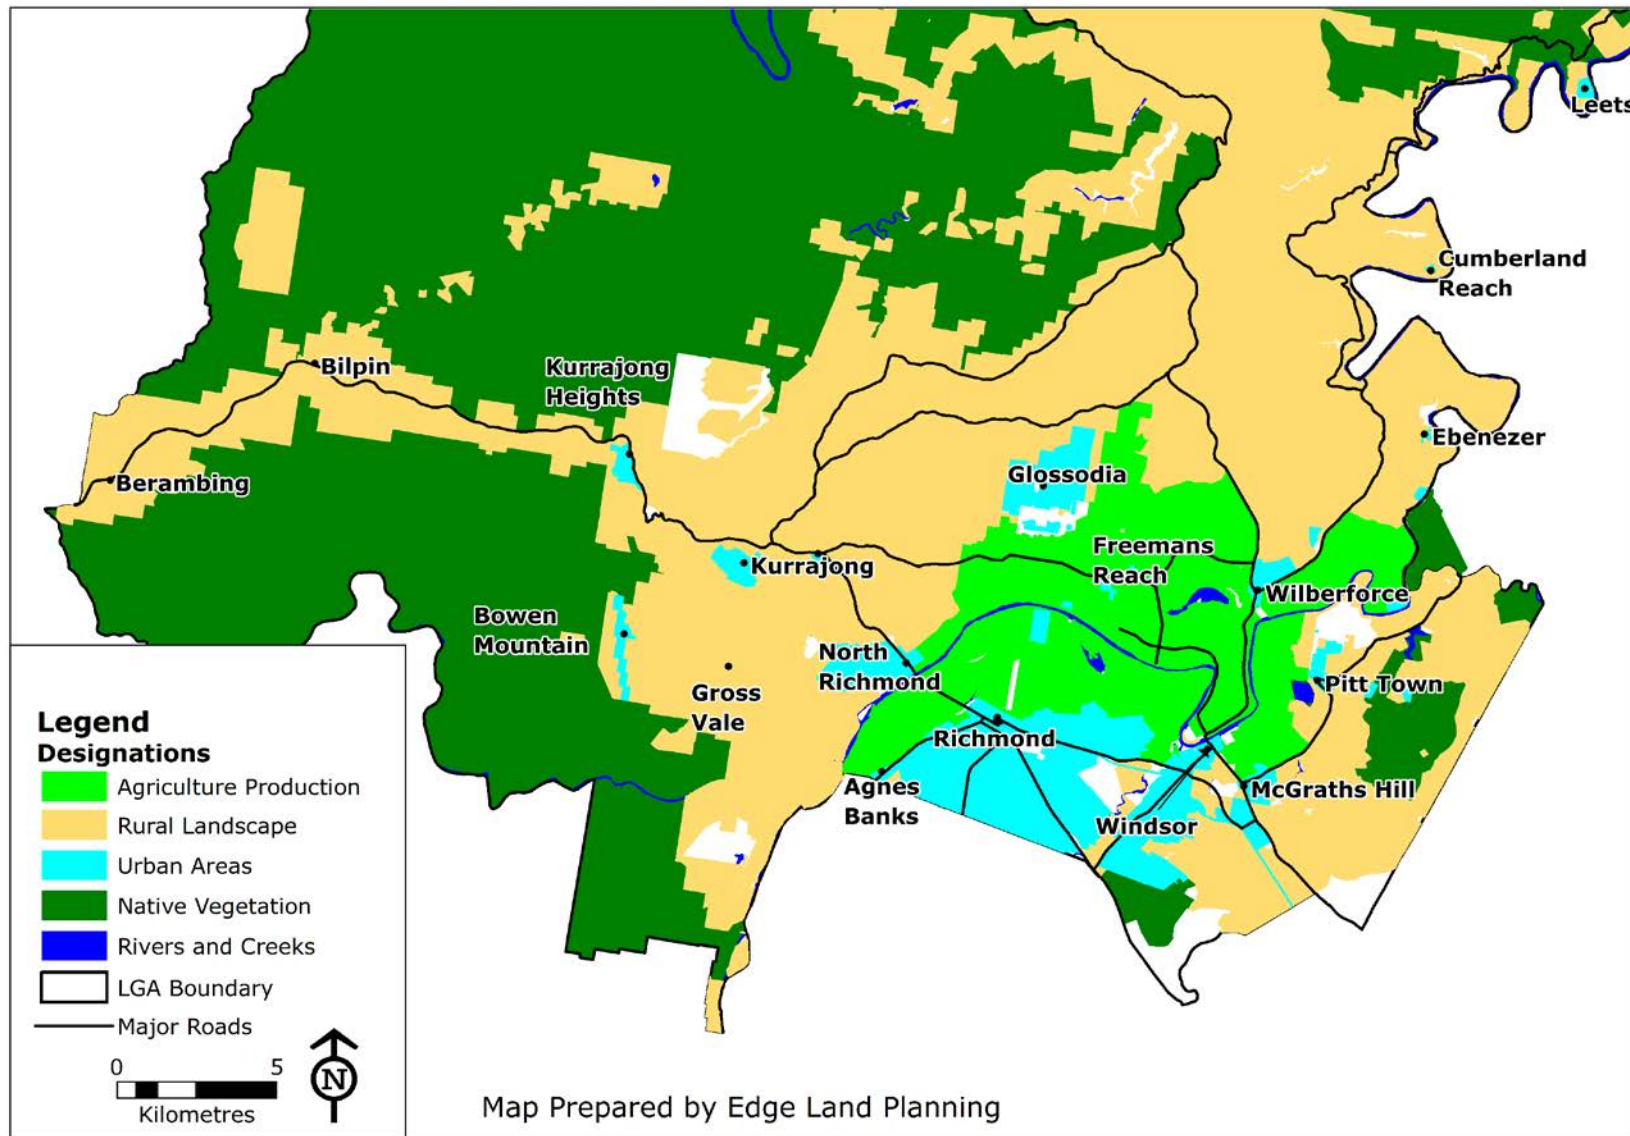 Leets
Cumberland
Reach
Bilpin
Kurrajong
Heights
Ebenezer
Glossodia
Berambing
Freemans
Reach
Kurrajong
Wilberforce
Bowen
Mountain
North
Richmond
Pitt Town
Gross
Vale
Richmond
Agnes
Banks
McGraths Hill
Windsor
Legend
Designations
Agriculture Production
Rural Landscape
Urban Areas
Native Vegetation
Rivers and Creeks
LGA Boundary
Major Roads
0 5
Kilometres
N
Map Prepared by Edge Land Planning